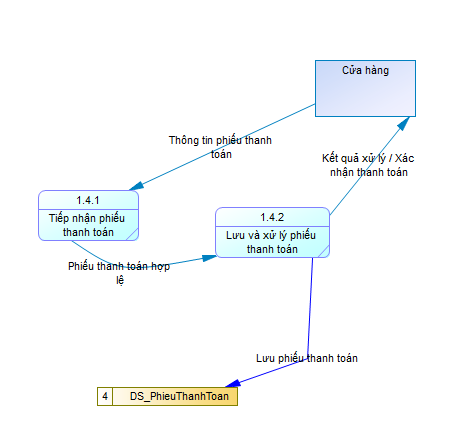 Cửa hàng
Thông tin phiếu thanh
toán
Kết quả xử lý / Xác
nhận thanh toán
1.4.1
Tiếp nhận phiếu
thanh toán
1.4.2
Lưu và xử lý phiếu
thanh toán
Phiếu thanh toán hợp
lệ
Lưu phiếu thanh toán
4 DS_PhieuThanhToan